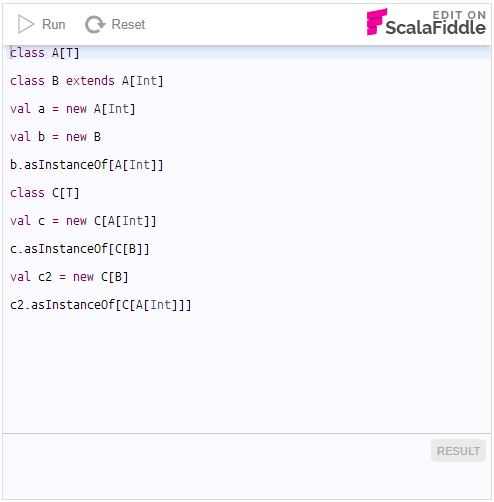 Run Reset EDIT ON
ScalaFiddle
class A[T]
class B extends A[Int]
val a = new A[Int]
val b = new B
b.asInstanceOf[A[Int]]
class C[T]
val c = new C[A[Int]]
c.asInstanceOf[C[B]]
val c2 = new C[B]
c2.asInstanceOf[C[A[Int]]]
RESULT